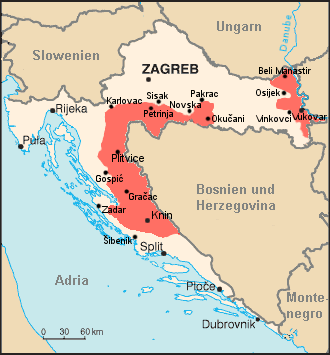 Ungarn
Slowenien
Danube
ZAGREB
Beli Manastir
Osijek
Sisak
Pakrac
Karlovac
Novska
Rijeka
Petrinja
Okučani
Vinkovci
Vukovar
Pula
Plitvice
Gospić
Bosnien und
Herzegovina
Gračac
Zadar
Knin
Šibenik
Split
Adria
Ploče
Monte-
negro
Dubrovnik
0 30 60 km